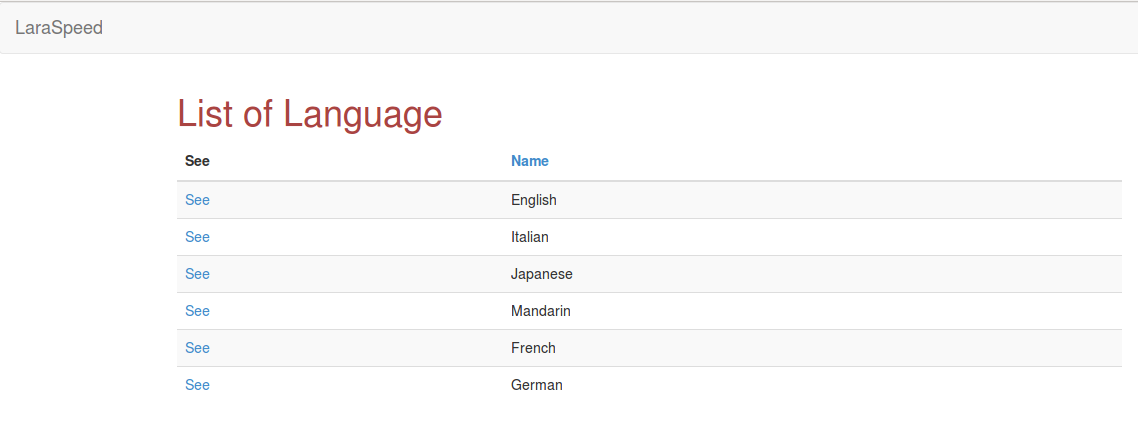 LaraSpeed
List of Language
See Name
See English
See Italian
See Japanese
See Mandarin
See French
See German